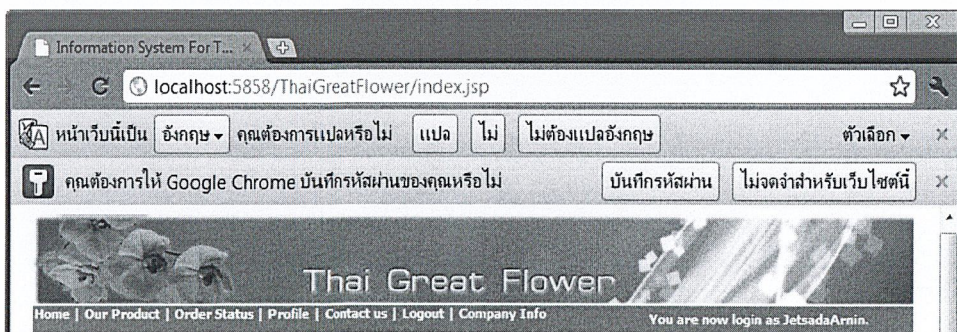 Information System For T...
localhost:5858/ThaiGreatFlower/index.jsp
หน้าเว็บนี้เป็น อังกฤษ คุณต้องการแปลหรือไม่ แปล ไม่ ไม่ต้องแปลอังกฤษ ตัวเลือก
คุณต้องการให้ Google Chrome บันทึกรหัสผ่านของคุณหรือไม่ บันทึกรหัสผ่าน ไม่จดจำสำหรับเว็บไซต์นี้
Thai Great Flower
Home | Our Product | Order Status | Profile | Contact us | Logout | Company Info You are now login as JetsadaArnin.